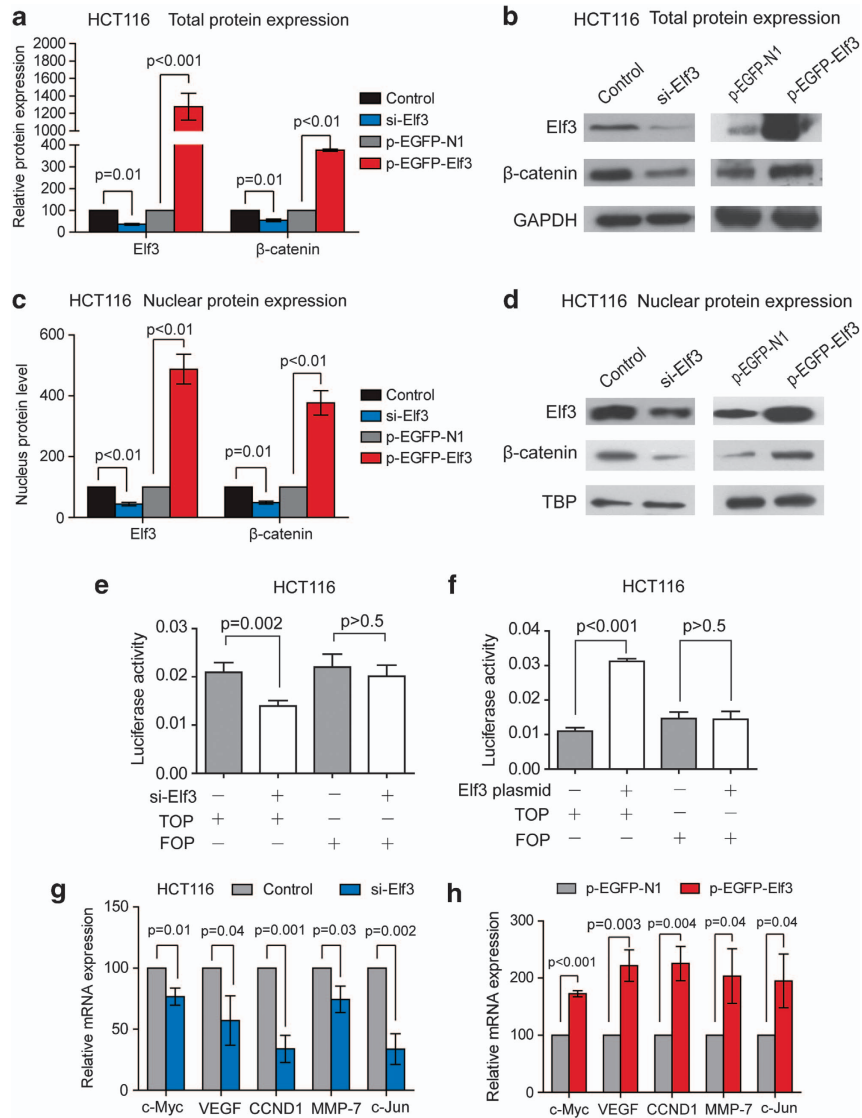 a
HCT116 Total protein expression
Relative protein expression
2000
1800
1600
1400
1200
1000
400
300
200
100
0
p=0.01
p<0.001
p=0.01
p<0.01
Elf3
β-catenin
Control
si-Elf3
p-EGFP-N1
p-EGFP-Elf3
b
HCT116 Total protein expression
Control
si-Elf3
p-EGFP-N1
p-EGFP-Elf3
Elf3
β-catenin
GAPDH
c
HCT116 Nuclear protein expression
Nucleus protein level
600
400
200
100
0
p<0.01
p<0.01
p=0.01
p<0.01
Elf3
β-catenin
Control
si-Elf3
p-EGFP-N1
p-EGFP-Elf3
d
HCT116 Nuclear protein expression
Control
si-Elf3
p-EGFP-N1
p-EGFP-Elf3
Elf3
β-catenin
TBP
e
HCT116
Luciferase activity
0.03
0.02
0.01
0.00
p=0.002
p>0.5
si-Elf3 − + − +
TOP + + − −
FOP − − + +
f
HCT116
Luciferase activity
0.04
0.03
0.02
0.01
0.00
p<0.001
p>0.5
Elf3 plasmid − + − +
TOP + + − −
FOP − − + +
g
HCT116
Control
si-Elf3
Relative mRNA expression
150
100
50
0
p=0.01
p=0.04
p=0.001
p=0.03
p=0.002
c-Myc VEGF CCND1 MMP-7 c-Jun
h
p-EGFP-N1
p-EGFP-Elf3
Relative mRNA expression
300
200
100
0
p<0.001
p=0.003
p=0.004
p=0.04
p=0.04
c-Myc VEGF CCND1 MMP-7 c-Jun